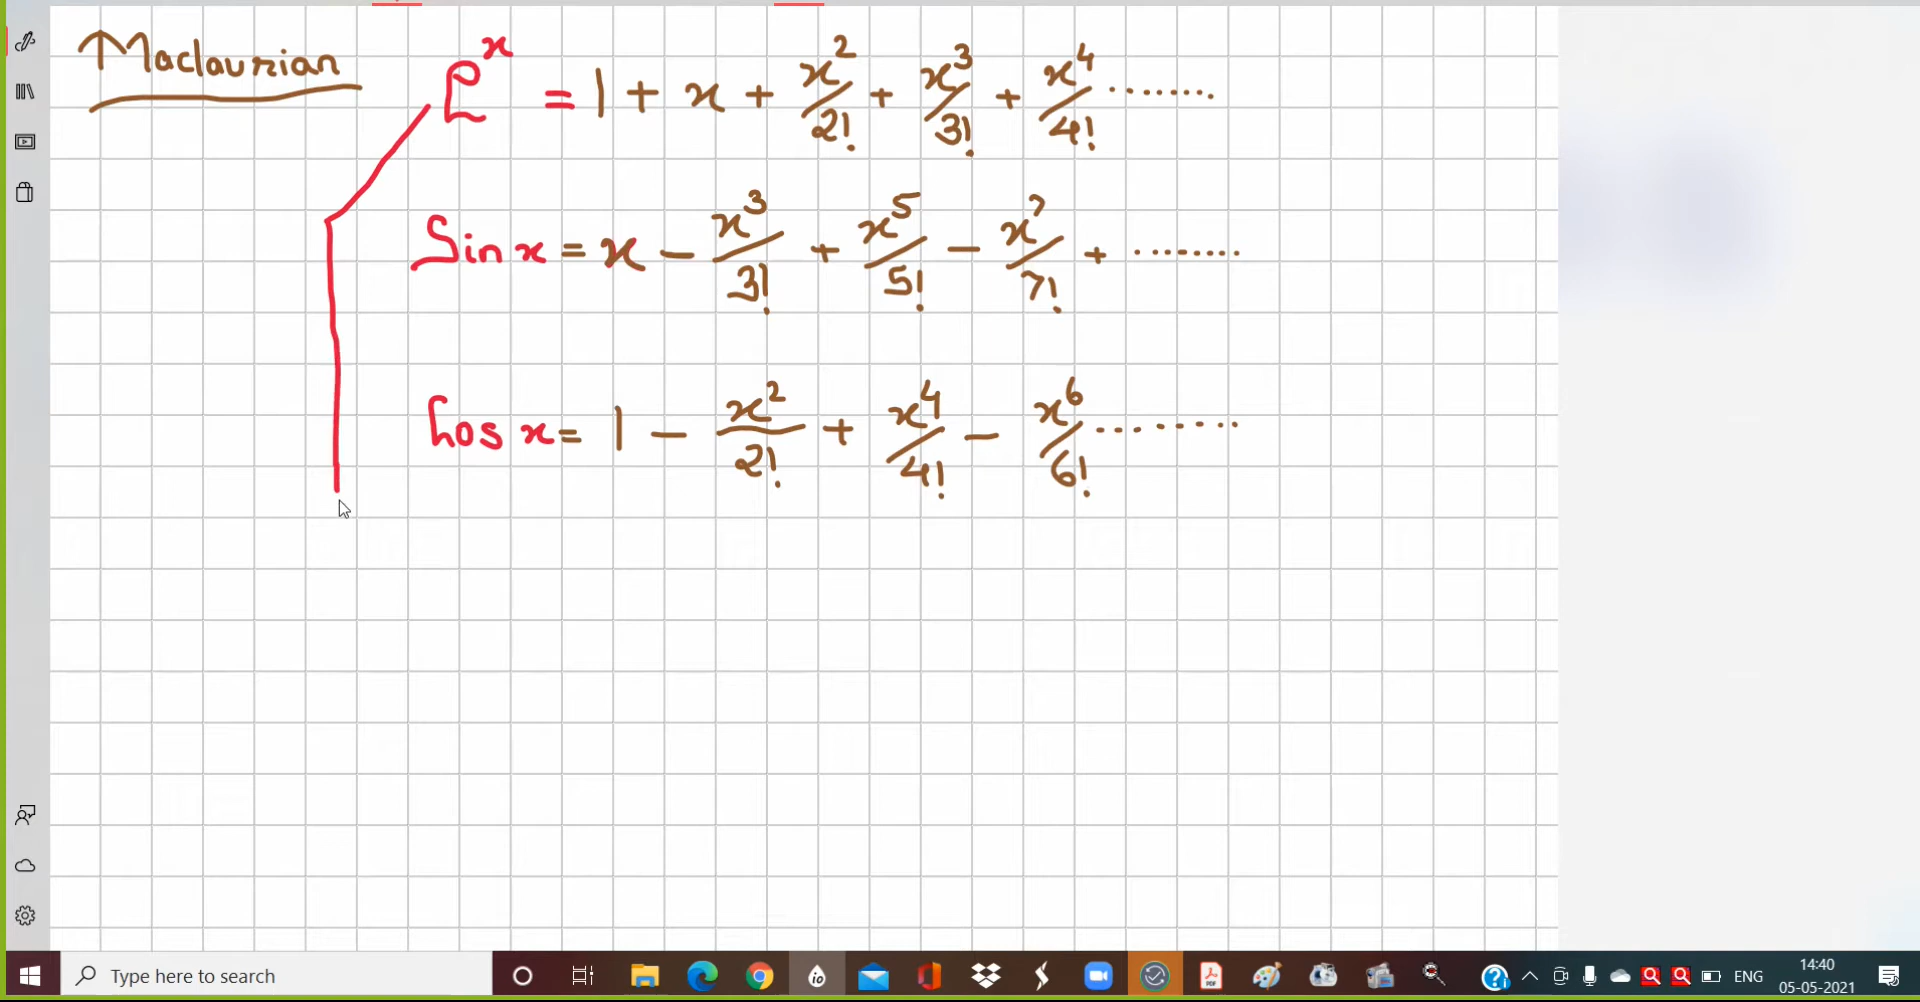 Maclaurian
e^x = 1 + x + x^2/2! + x^3/3! + x^4/4! ........
Sin x = x - x^3/3! + x^5/5! - x^7/7! + ........
Cos x = 1 - x^2/2! + x^4/4! - x^6/6! ........
Type here to search
ENG
14:40
05-05-2021